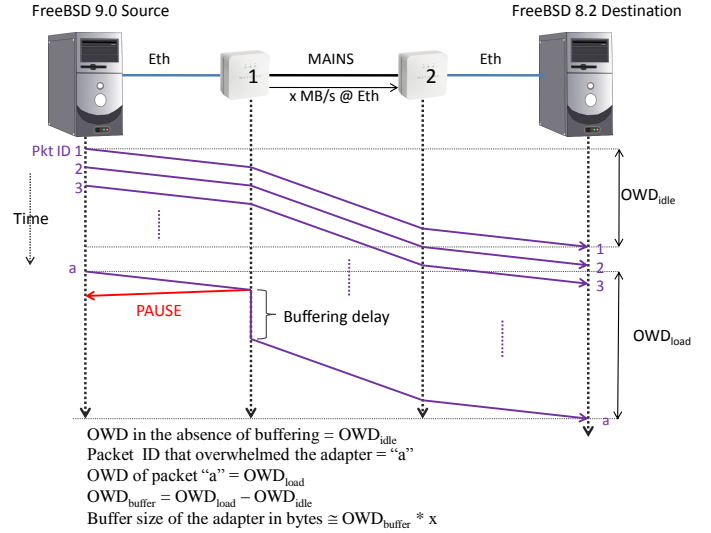 FreeBSD 9.0 Source
FreeBSD 8.2 Destination
Eth
MAINS
Eth
1
2
x MB/s @ Eth
Pkt ID 1
2
3
Time
OWDidle
1
2
3
a
PAUSE
Buffering delay
OWDload
a
OWD in the absence of buffering = OWDidle
Packet ID that overwhelmed the adapter = “a”
OWD of packet “a” = OWDload
OWDbuffer = OWDload – OWDidle
Buffer size of the adapter in bytes ≅ OWDbuffer * x